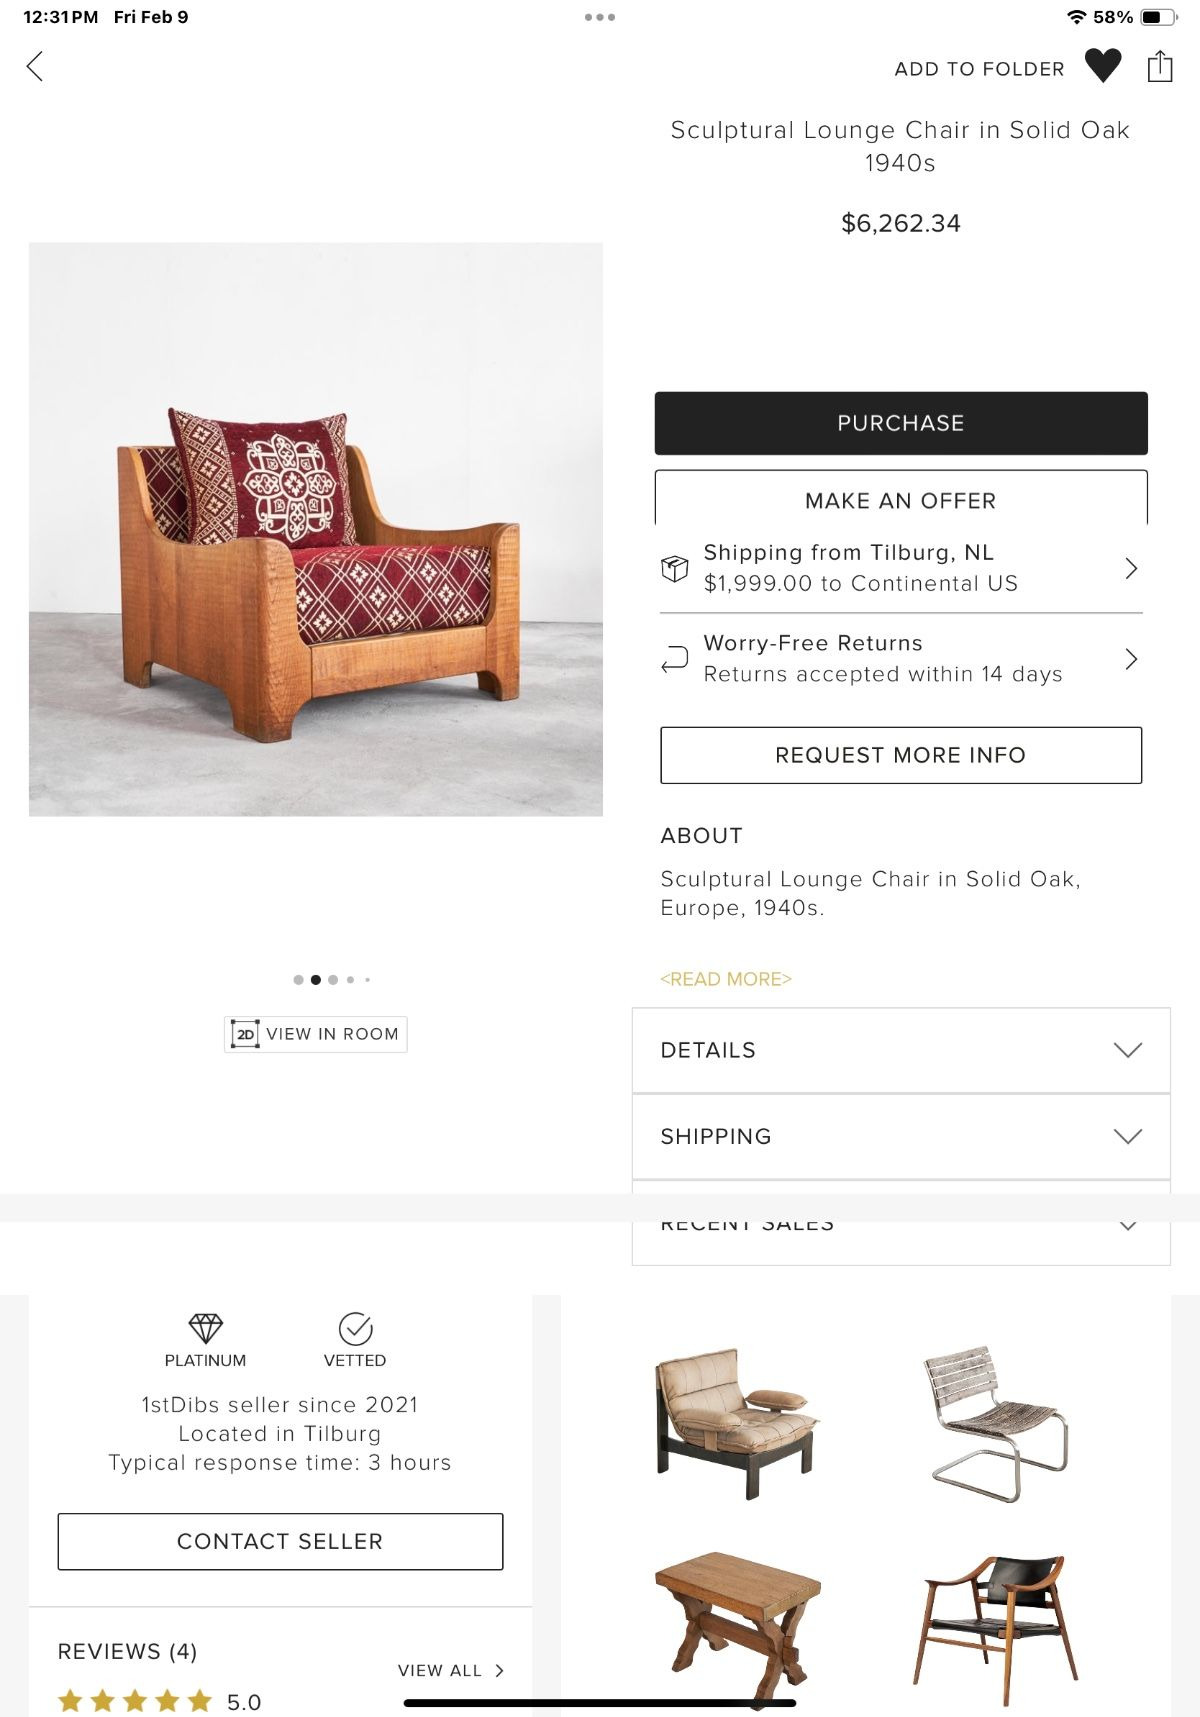 12:31 PM Fri Feb 9
58%
ADD TO FOLDER
Sculptural Lounge Chair in Solid Oak
1940s
$6,262.34
PURCHASE
MAKE AN OFFER
Shipping from Tilburg, NL
$1,999.00 to Continental US
Worry-Free Returns
Returns accepted within 14 days
REQUEST MORE INFO
ABOUT
Sculptural Lounge Chair in Solid Oak,
Europe, 1940s.
<READ MORE>
2D VIEW IN ROOM
DETAILS
SHIPPING
RECENT SALES
PLATINUM
VETTED
1stDibs seller since 2021
Located in Tilburg
Typical response time: 3 hours
CONTACT SELLER
REVIEWS (4)
VIEW ALL
5.0